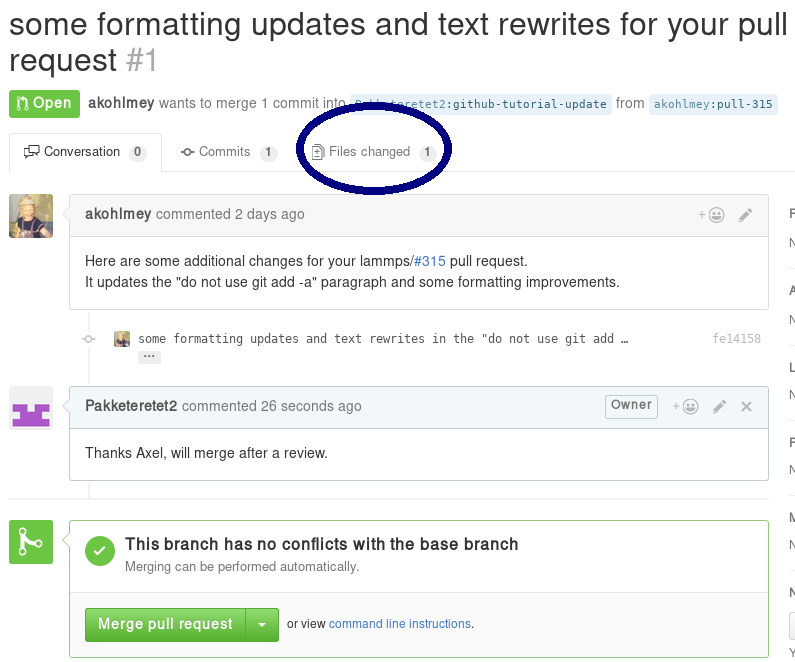 some formatting updates and text rewrites for your pull
request #1
Open akohlmey wants to merge 1 commit into Pakketeretet2:github-tutorial-update from akohlmey:pull-315
Conversation 0 Commits 1 Files changed 1
akohlmey commented 2 days ago
Here are some additional changes for your lammps/#315 pull request.
It updates the "do not use git add -a" paragraph and some formatting improvements.
some formatting updates and text rewrites in the "do not use git add … fe14158
...
Pakketeretet2 commented 26 seconds ago Owner
Thanks Axel, will merge after a review.
This branch has no conflicts with the base branch
Merging can be performed automatically.
Merge pull request or view command line instructions.